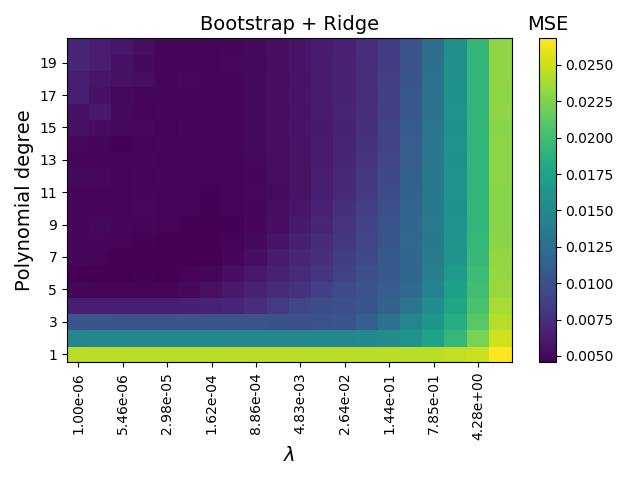 Bootstrap + Ridge
MSE
Polynomial degree
19
17
15
13
11
9
7
5
3
1
1.00e-06
5.46e-06
2.98e-05
1.62e-04
8.86e-04
4.83e-03
2.64e-02
1.44e-01
7.85e-01
4.28e+00
λ
0.0250
0.0225
0.0200
0.0175
0.0150
0.0125
0.0100
0.0075
0.0050